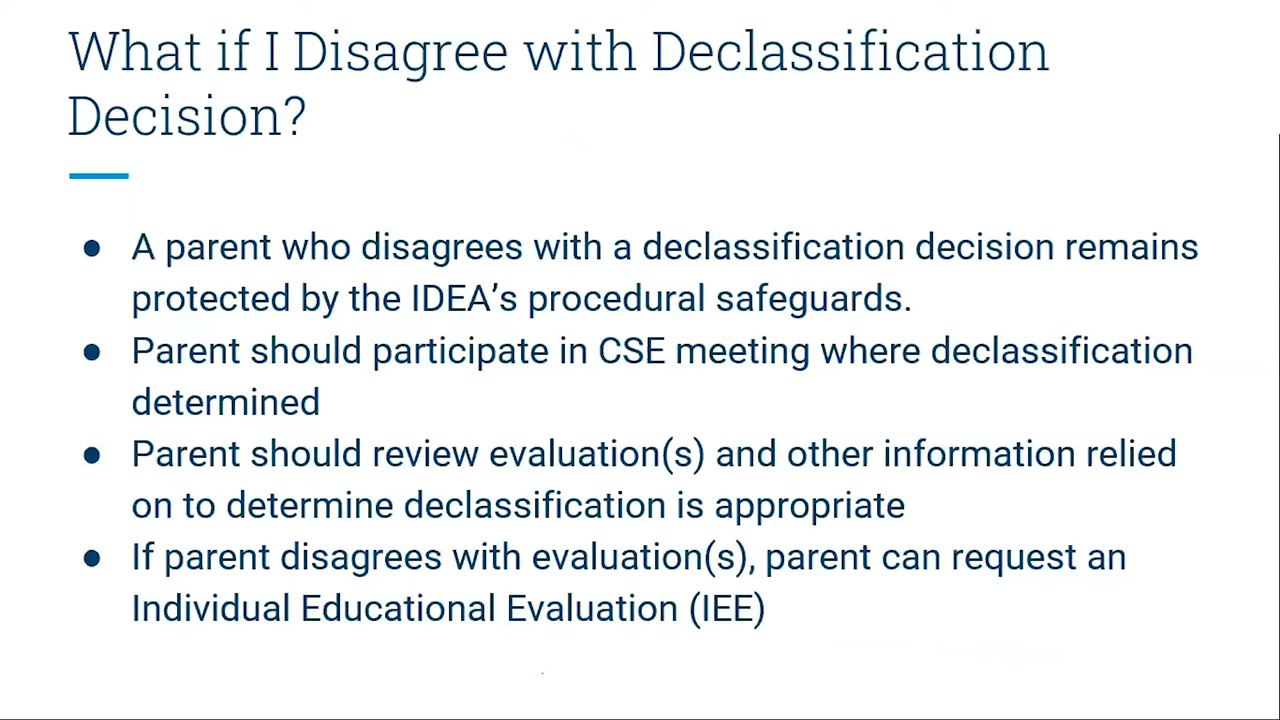 What if I Disagree with Declassification
Decision?
● A parent who disagrees with a declassification decision remains
protected by the IDEA’s procedural safeguards.
● Parent should participate in CSE meeting where declassification
determined
● Parent should review evaluation(s) and other information relied
on to determine declassification is appropriate
● If parent disagrees with evaluation(s), parent can request an
Individual Educational Evaluation (IEE)